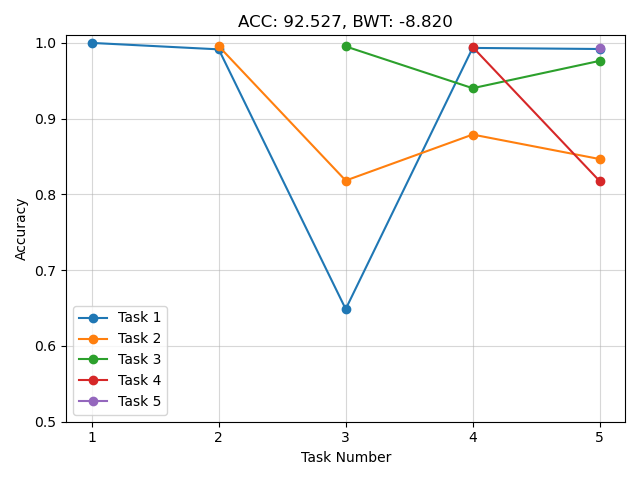 ACC: 92.527, BWT: -8.820
1.0
0.9
0.8
0.7
0.6
0.5
Accuracy
Task 1
Task 2
Task 3
Task 4
Task 5
1 2 3 4 5
Task Number